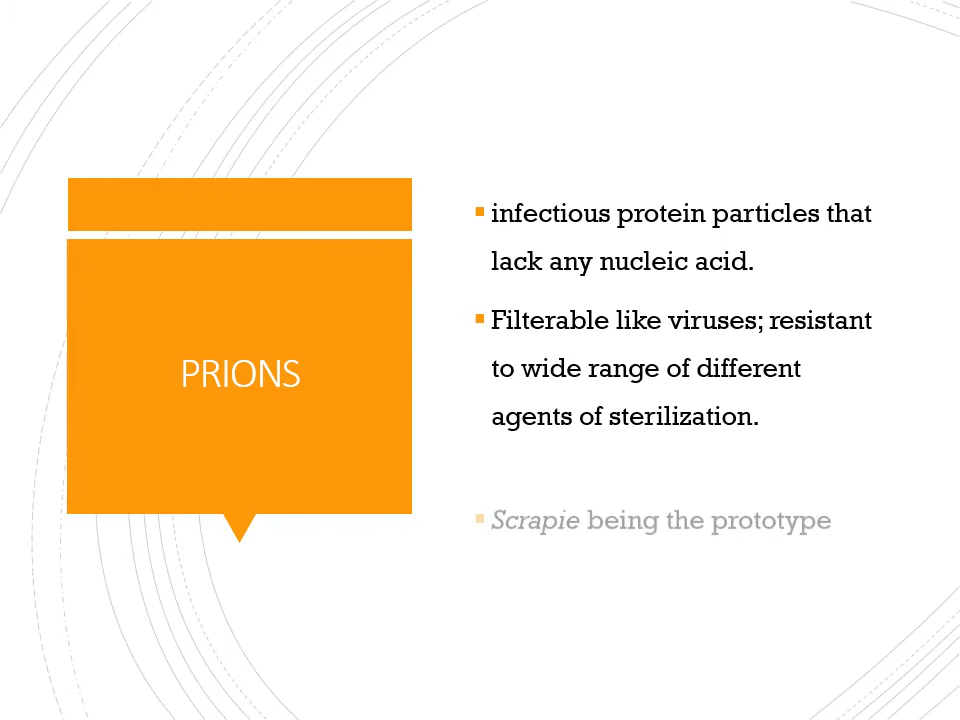 PRIONS
infectious protein particles that
lack any nucleic acid.
Filterable like viruses; resistant
to wide range of different
agents of sterilization.
Scrapie being the prototype